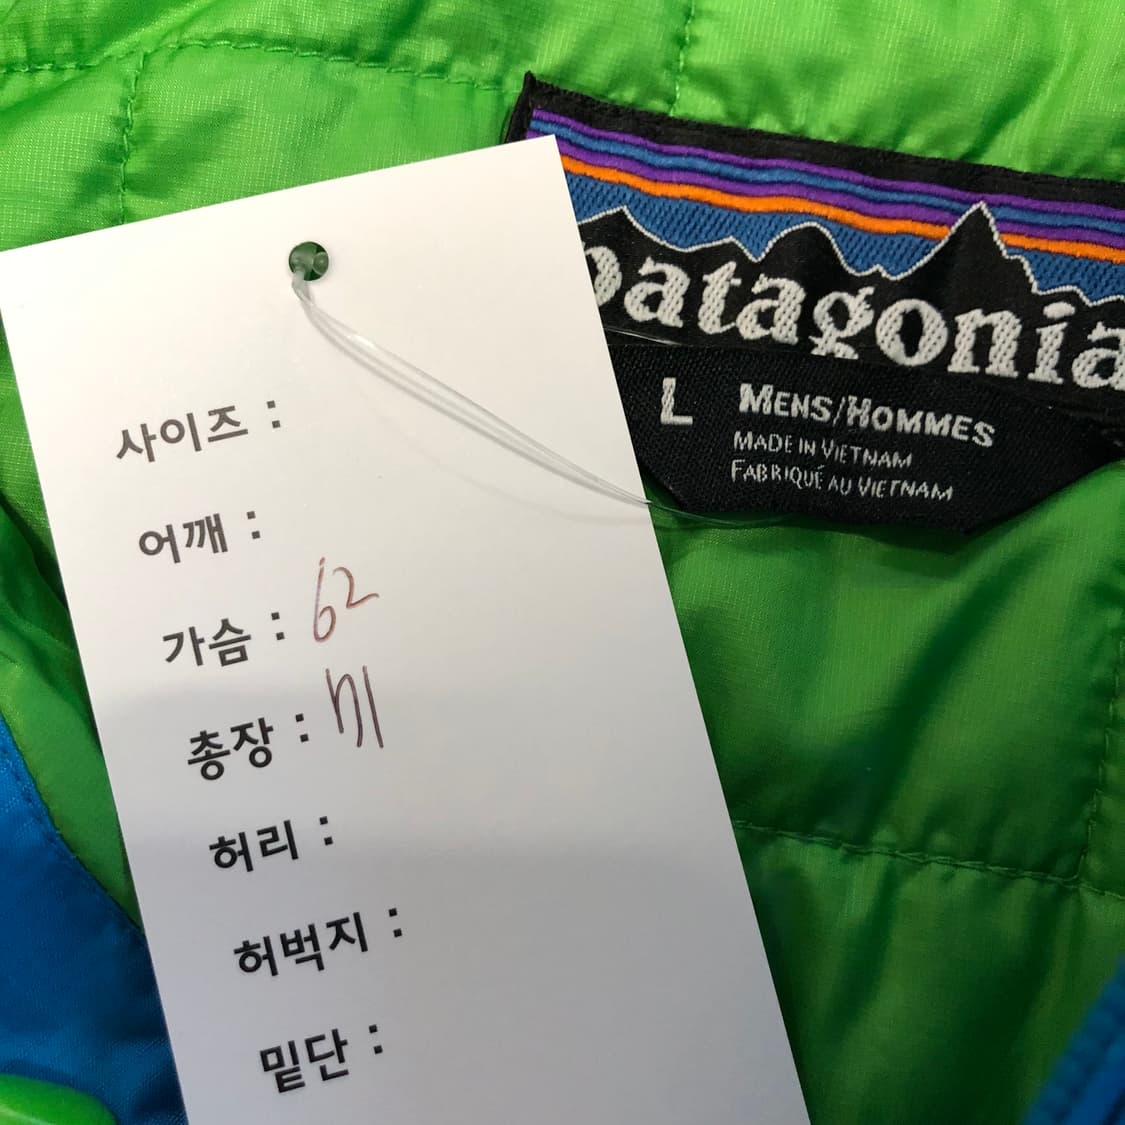 patagonia
L MENS/HOMMES
MADE IN VIETNAM
FABRIQUÉ AU VIETNAM
사이즈 :
어깨 :
가슴 : 62
총장 : 71
허리 :
허벅지 :
밑단 :